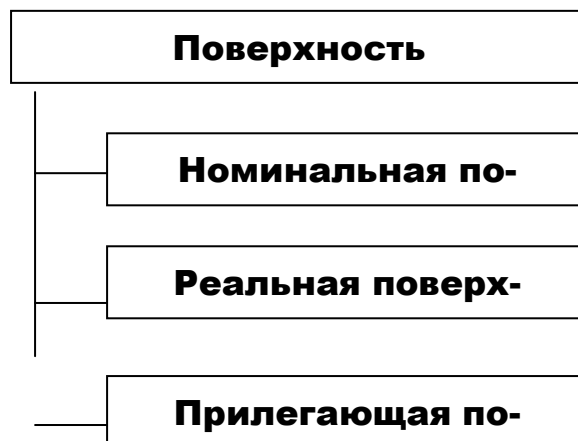 Поверхность
Номинальная по-
Реальная поверх-
Прилегающая по-